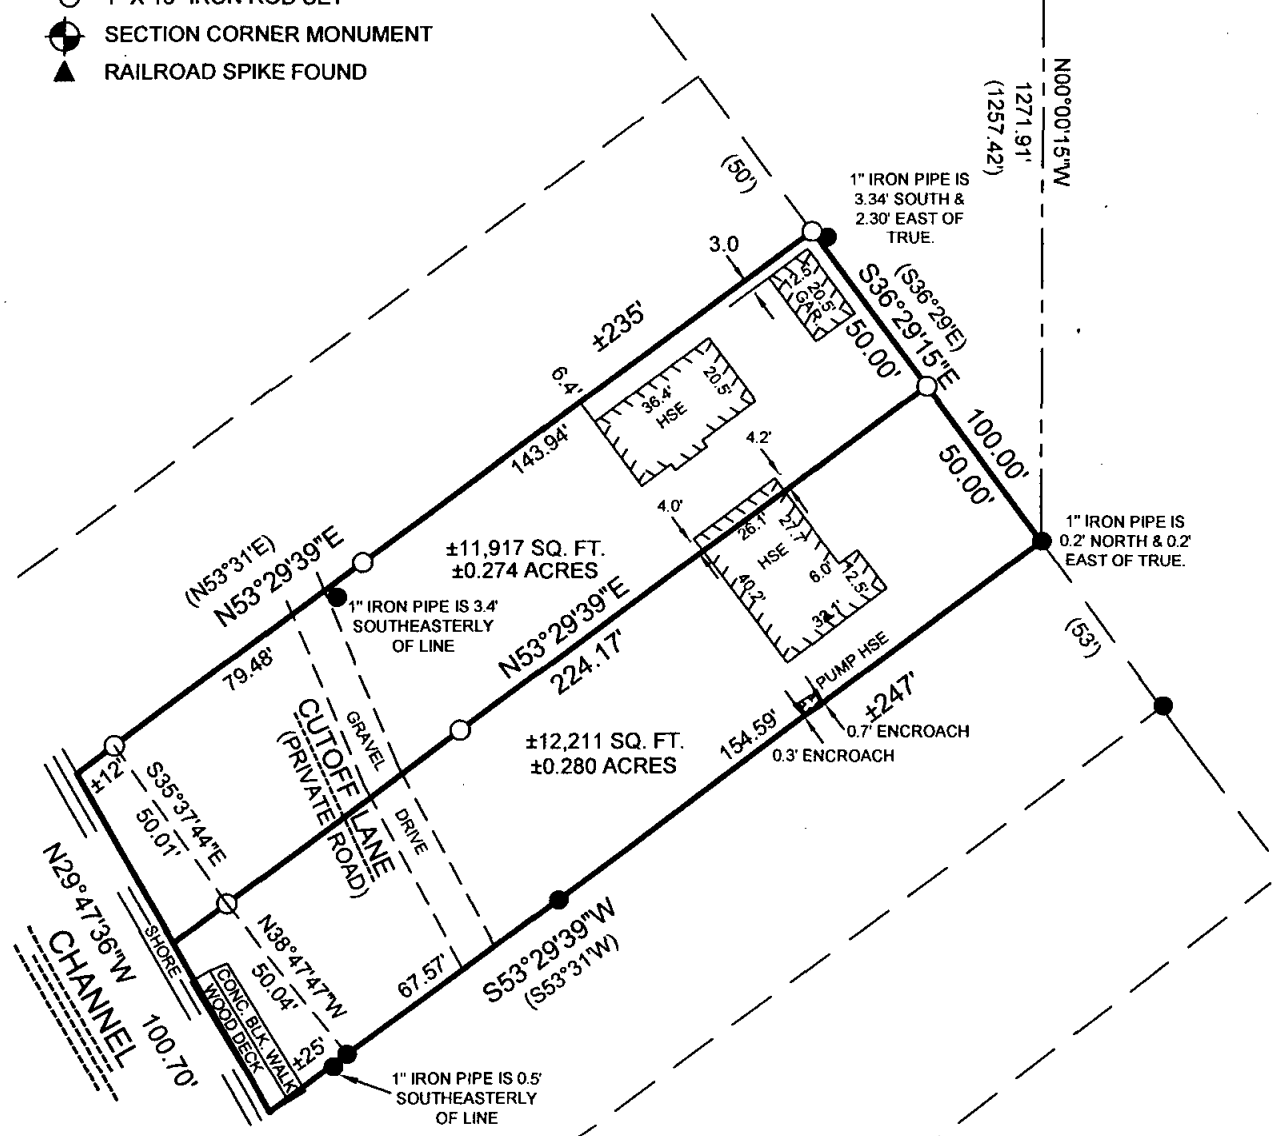 SECTION CORNER MONUMENT
RAILROAD SPIKE FOUND
N00°00'15"W
1271.91'
(1257.42')
(50')
1" IRON PIPE IS
3.34' SOUTH &
2.30' EAST OF
TRUE.
3.0
2.5'
20.5'
GAR.
(S36°29'E)
S36°29'15"E
50.00'
±235'
6.4'
143.94'
36.4'
HSE
20.5'
100.00'
50.00'
4.2'
4.0'
26.1'
27.7'
HSE
6.0'
12.5'
40.2'
1" IRON PIPE IS
0.2' NORTH & 0.2'
EAST OF TRUE.
(53')
(N53°31'E)
N53°29'39"E
79.48'
±11,917 SQ. FT.
±0.274 ACRES
1" IRON PIPE IS 3.4'
SOUTHEASTERLY
OF LINE
N53°29'39"E
224.17'
PUMP HSE
±247'
0.7' ENCROACH
0.3' ENCROACH
154.59'
±12,211 SQ. FT.
±0.280 ACRES
GRAVEL
DRIVE
CUTOFF LANE
(PRIVATE ROAD)
±12'
S35°37'44"E
50.01'
N29°47'36"W
100.70'
CHANNEL
SHORE
N38°47'47"W
50.04'
CONC. BLK. WALK
WOOD DECK
±25'
67.57'
S53°29'39"W
(S53°31'W)
1" IRON PIPE IS 0.5'
SOUTHEASTERLY
OF LINE